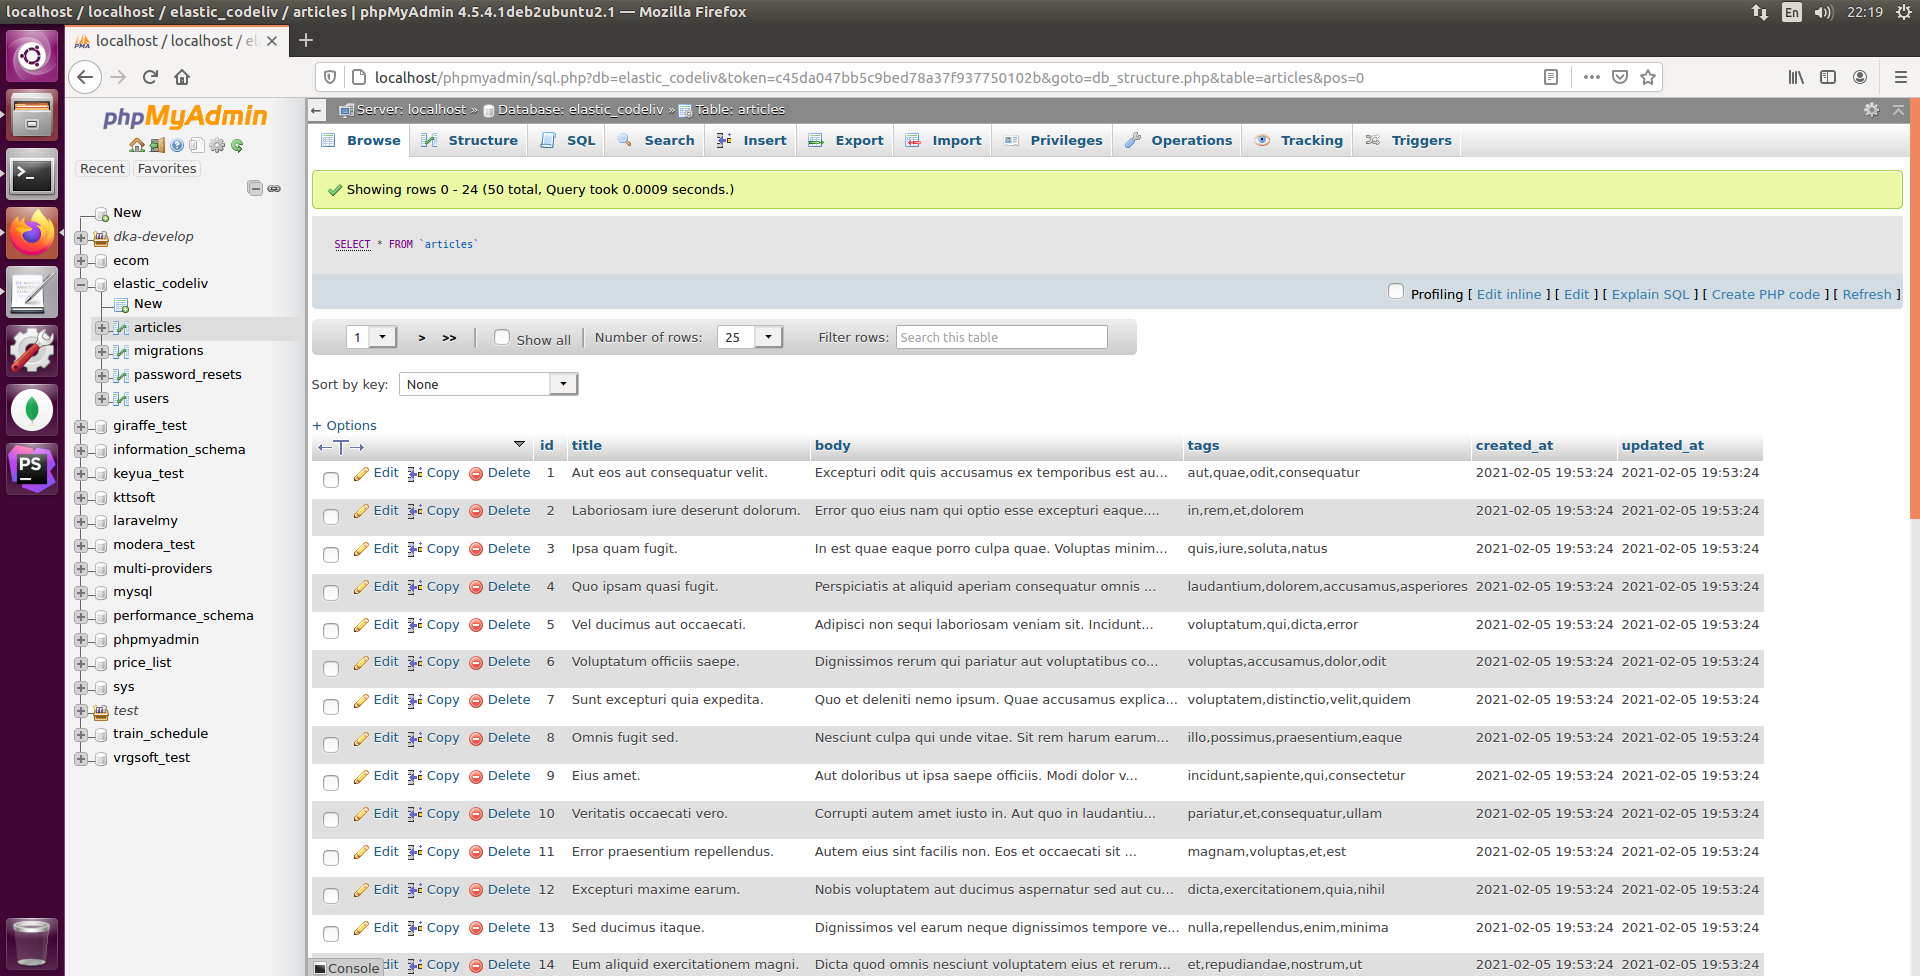 localhost / localhost / elastic_codeliv / articles | phpMyAdmin 4.5.4.1deb2ubuntu2.1 — Mozilla Firefox
En
22:19
localhost / localhost / el
localhost/phpmyadmin/sql.php?db=elastic_codeliv&token=c45da047bb5c9bed78a37f937750102b&goto=db_structure.php&table=articles&pos=0
phpMyAdmin
Recent Favorites
New
dka-develop
ecom
elastic_codeliv
New
articles
migrations
password_resets
users
giraffe_test
information_schema
keyua_test
kttsoft
laravelmy
modera_test
multi-providers
mysql
performance_schema
phpmyadmin
price_list
sys
test
train_schedule
vrgsoft_test
PS
Server: localhost » Database: elastic_codeliv » Table: articles
Browse Structure SQL Search Insert Export Import Privileges Operations Tracking Triggers
Showing rows 0 - 24 (50 total, Query took 0.0009 seconds.)
SELECT * FROM `articles`
Profiling [ Edit inline ] [ Edit ] [ Explain SQL ] [ Create PHP code ] [ Refresh ]
1 > >> | Show all | Number of rows: 25 Filter rows: Search this table
Sort by key: None
+ Options
←T→ id title body tags created_at updated_at
Edit Copy Delete 1 Aut eos aut consequatur velit. Excepturi odit quis accusamus ex temporibus est au... aut,quae,odit,consequatur 2021-02-05 19:53:24 2021-02-05 19:53:24
Edit Copy Delete 2 Laboriosam iure deserunt dolorum. Error quo eius nam qui optio esse excepturi eaque.... in,rem,et,dolorem 2021-02-05 19:53:24 2021-02-05 19:53:24
Edit Copy Delete 3 Ipsa quam fugit. In est quae eaque porro culpa quae. Voluptas minim... quis,iure,soluta,natus 2021-02-05 19:53:24 2021-02-05 19:53:24
Edit Copy Delete 4 Quo ipsam quasi fugit. Perspiciatis at aliquid aperiam consequatur omnis ... laudantium,dolorem,accusamus,asperiores 2021-02-05 19:53:24 2021-02-05 19:53:24
Edit Copy Delete 5 Vel ducimus aut occaecati. Adipisci non sequi laboriosam veniam sit. Incidunt... voluptatum,qui,dicta,error 2021-02-05 19:53:24 2021-02-05 19:53:24
Edit Copy Delete 6 Voluptatum officiis saepe. Dignissimos rerum qui pariatur aut voluptatibus co... voluptas,accusamus,dolor,odit 2021-02-05 19:53:24 2021-02-05 19:53:24
Edit Copy Delete 7 Sunt excepturi quia expedita. Quo et deleniti nemo ipsum. Quae accusamus explica... voluptatem,distinctio,velit,quidem 2021-02-05 19:53:24 2021-02-05 19:53:24
Edit Copy Delete 8 Omnis fugit sed. Nesciunt culpa qui unde vitae. Sit rem harum earum... illo,possimus,praesentium,eaque 2021-02-05 19:53:24 2021-02-05 19:53:24
Edit Copy Delete 9 Eius amet. Aut doloribus ut ipsa saepe officiis. Modi dolor v... incidunt,sapiente,qui,consectetur 2021-02-05 19:53:24 2021-02-05 19:53:24
Edit Copy Delete 10 Veritatis occaecati vero. Corrupti autem amet iusto in. Aut quo in laudantiu... pariatur,et,consequatur,ullam 2021-02-05 19:53:24 2021-02-05 19:53:24
Edit Copy Delete 11 Error praesentium repellendus. Autem eius sint facilis non. Eos et occaecati sit ... magnam,voluptas,et,est 2021-02-05 19:53:24 2021-02-05 19:53:24
Edit Copy Delete 12 Excepturi maxime earum. Nobis voluptatem aut ducimus aspernatur sed aut cu... dicta,exercitationem,quia,nihil 2021-02-05 19:53:24 2021-02-05 19:53:24
Edit Copy Delete 13 Sed ducimus itaque. Dignissimos vel earum neque dignissimos tempore ve... nulla,repellendus,enim,minima 2021-02-05 19:53:24 2021-02-05 19:53:24
dit Copy Delete 14 Eum aliquid exercitationem magni. Dicta quod omnis nesciunt voluptatem eius et rerum... et,repudiandae,nostrum,ut 2021-02-05 19:53:24 2021-02-05 19:53:24
Console